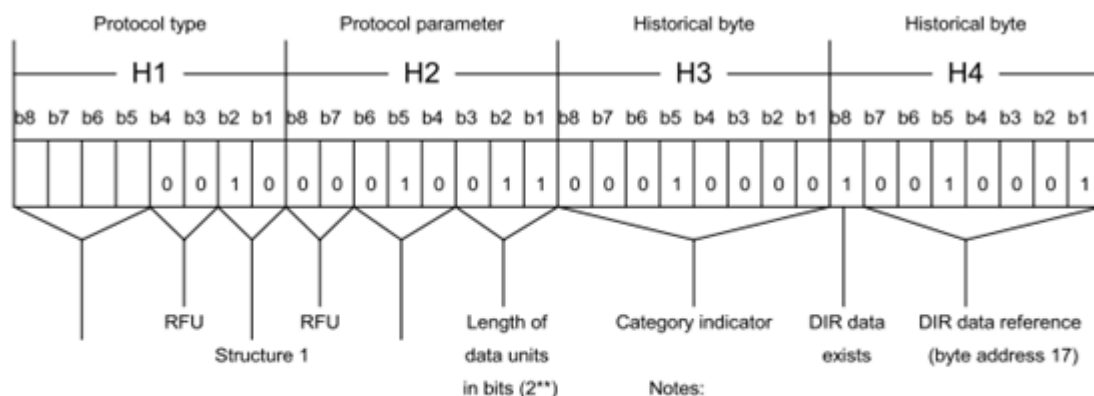 Protocol type Protocol parameter Historical byte Historical byte
H1 H2 H3 H4
b8 b7 b6 b5 b4 b3 b2 b1 b8 b7 b6 b5 b4 b3 b2 b1 b8 b7 b6 b5 b4 b3 b2 b1 b8 b7 b6 b5 b4 b3 b2 b1
0 0 1 0 0 0 0 1 0 0 1 1 0 0 0 1 0 0 0 0 1 0 0 1 0 0 0 1
RFU RFU Length of Category indicator DIR data DIR data reference
Structure 1 data units exists (byte address 17)
in bits (2**) Notes: